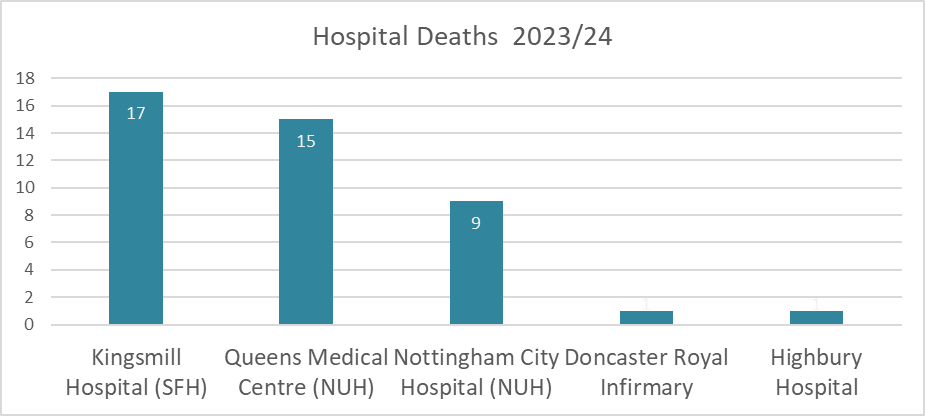 Hospital Deaths 2023/24
18
16
14
12
10
8
6
4
2
0
17
15
9
Kingsmill Hospital (SFH)
Queens Medical Centre (NUH)
Nottingham City Hospital (NUH)
Doncaster Royal Infirmary
Highbury Hospital